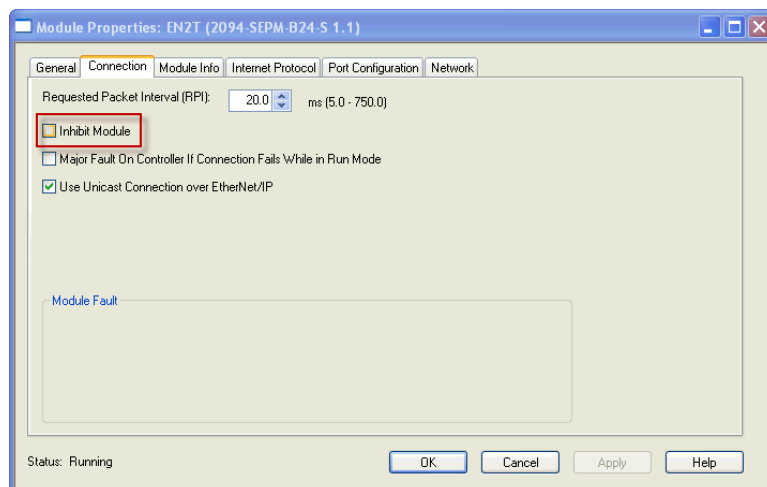 Module Properties: EN2T (2094-SEPM-B24-S 1.1)
General Connection Module Info Internet Protocol Port Configuration Network
Requested Packet Interval (RPI): 20.0 ms (5.0 - 750.0)
Inhibit Module
Major Fault On Controller If Connection Fails While in Run Mode
Use Unicast Connection over EtherNet/IP
Module Fault
Status: Running OK Cancel Apply Help